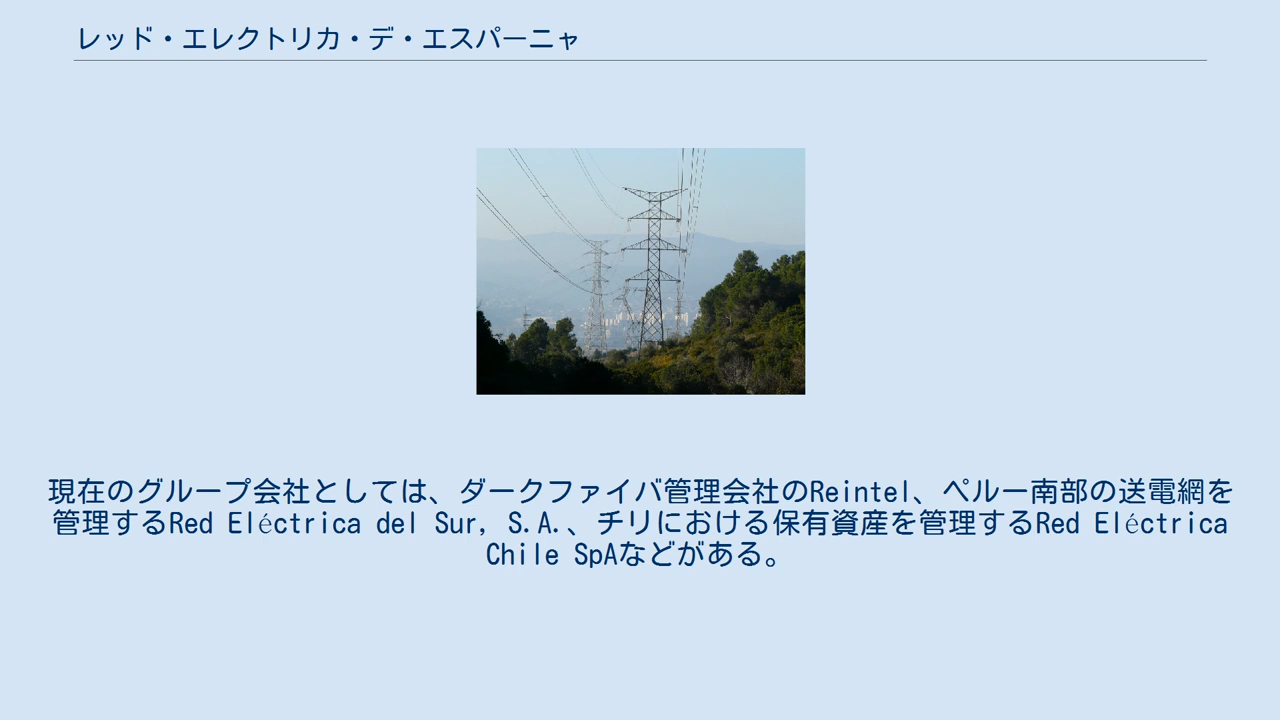 レッド・エレクトリカ・デ・エスパーニャ
現在のグループ会社としては、ダークファイバ管理会社のReintel、ペルー南部の送電網を
管理するRed Eléctrica del Sur, S.A.、チリにおける保有資産を管理するRed Eléctrica
Chile SpAなどがある。